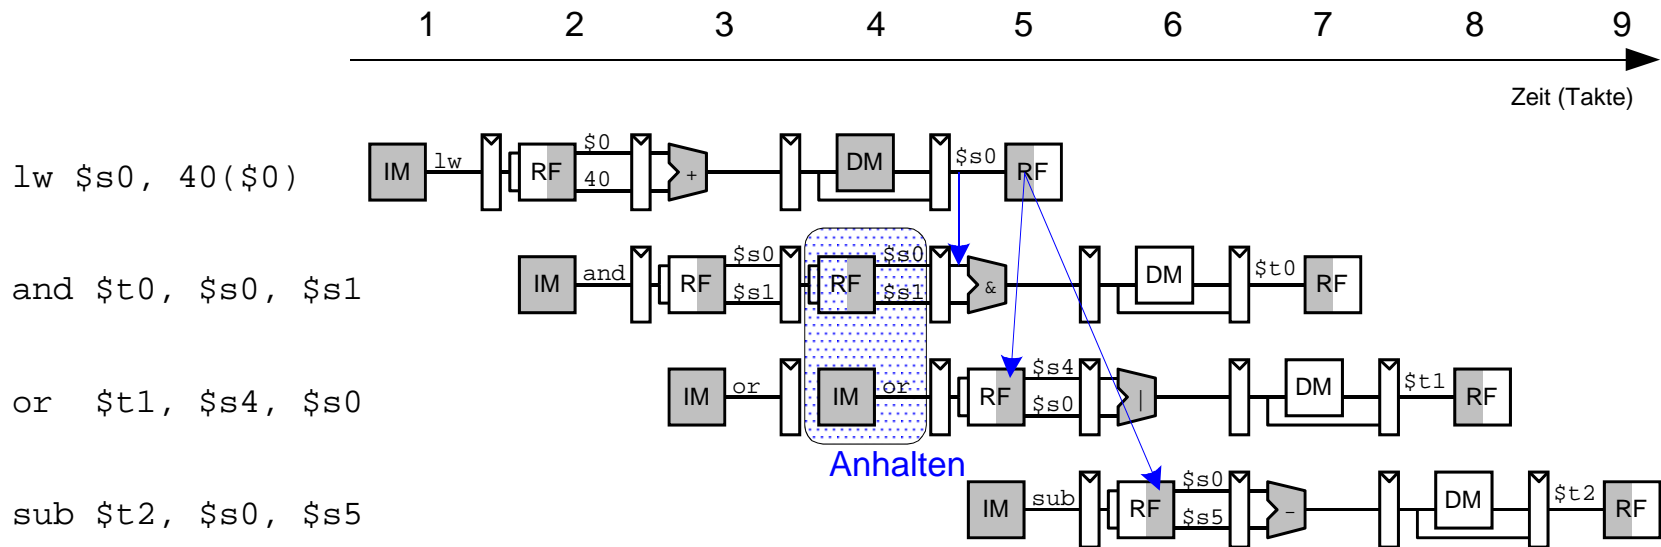 1 2 3 4 5 6 7 8 9
Zeit (Takte)
lw $s0, 40($0) IM lw RF $0 40 + DM $s0 RF
and $t0, $s0, $s1 IM and RF $s0 $s1 RF $s0 $s1 & DM $t0 RF
or $t1, $s4, $s0 IM or IM or RF $s4 $s0 | DM $t1 RF
Anhalten
sub $t2, $s0, $s5 IM sub RF $s0 $s5 - DM $t2 RF